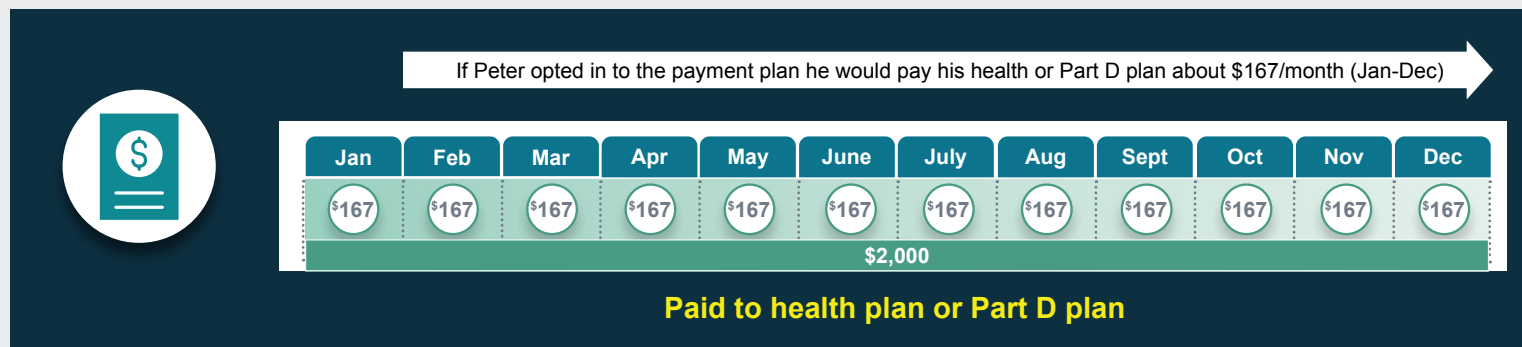 If Peter opted in to the payment plan he would pay his health or Part D plan about $167/month (Jan-Dec)
$
Jan Feb Mar Apr May June July Aug Sept Oct Nov Dec
$167 $167 $167 $167 $167 $167 $167 $167 $167 $167 $167 $167
$2,000
Paid to health plan or Part D plan